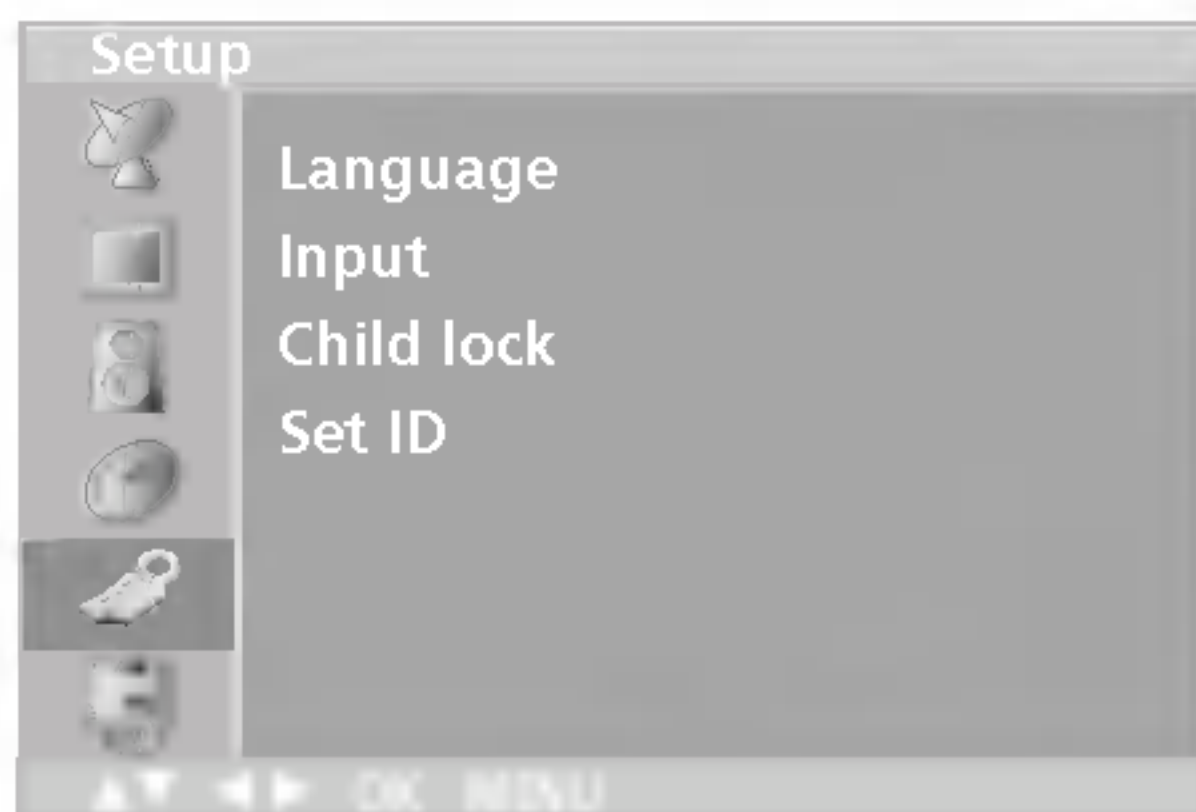 Setup
Language
Input
Child lock
Set ID
▲▼ ◀ ▶ OK MENU